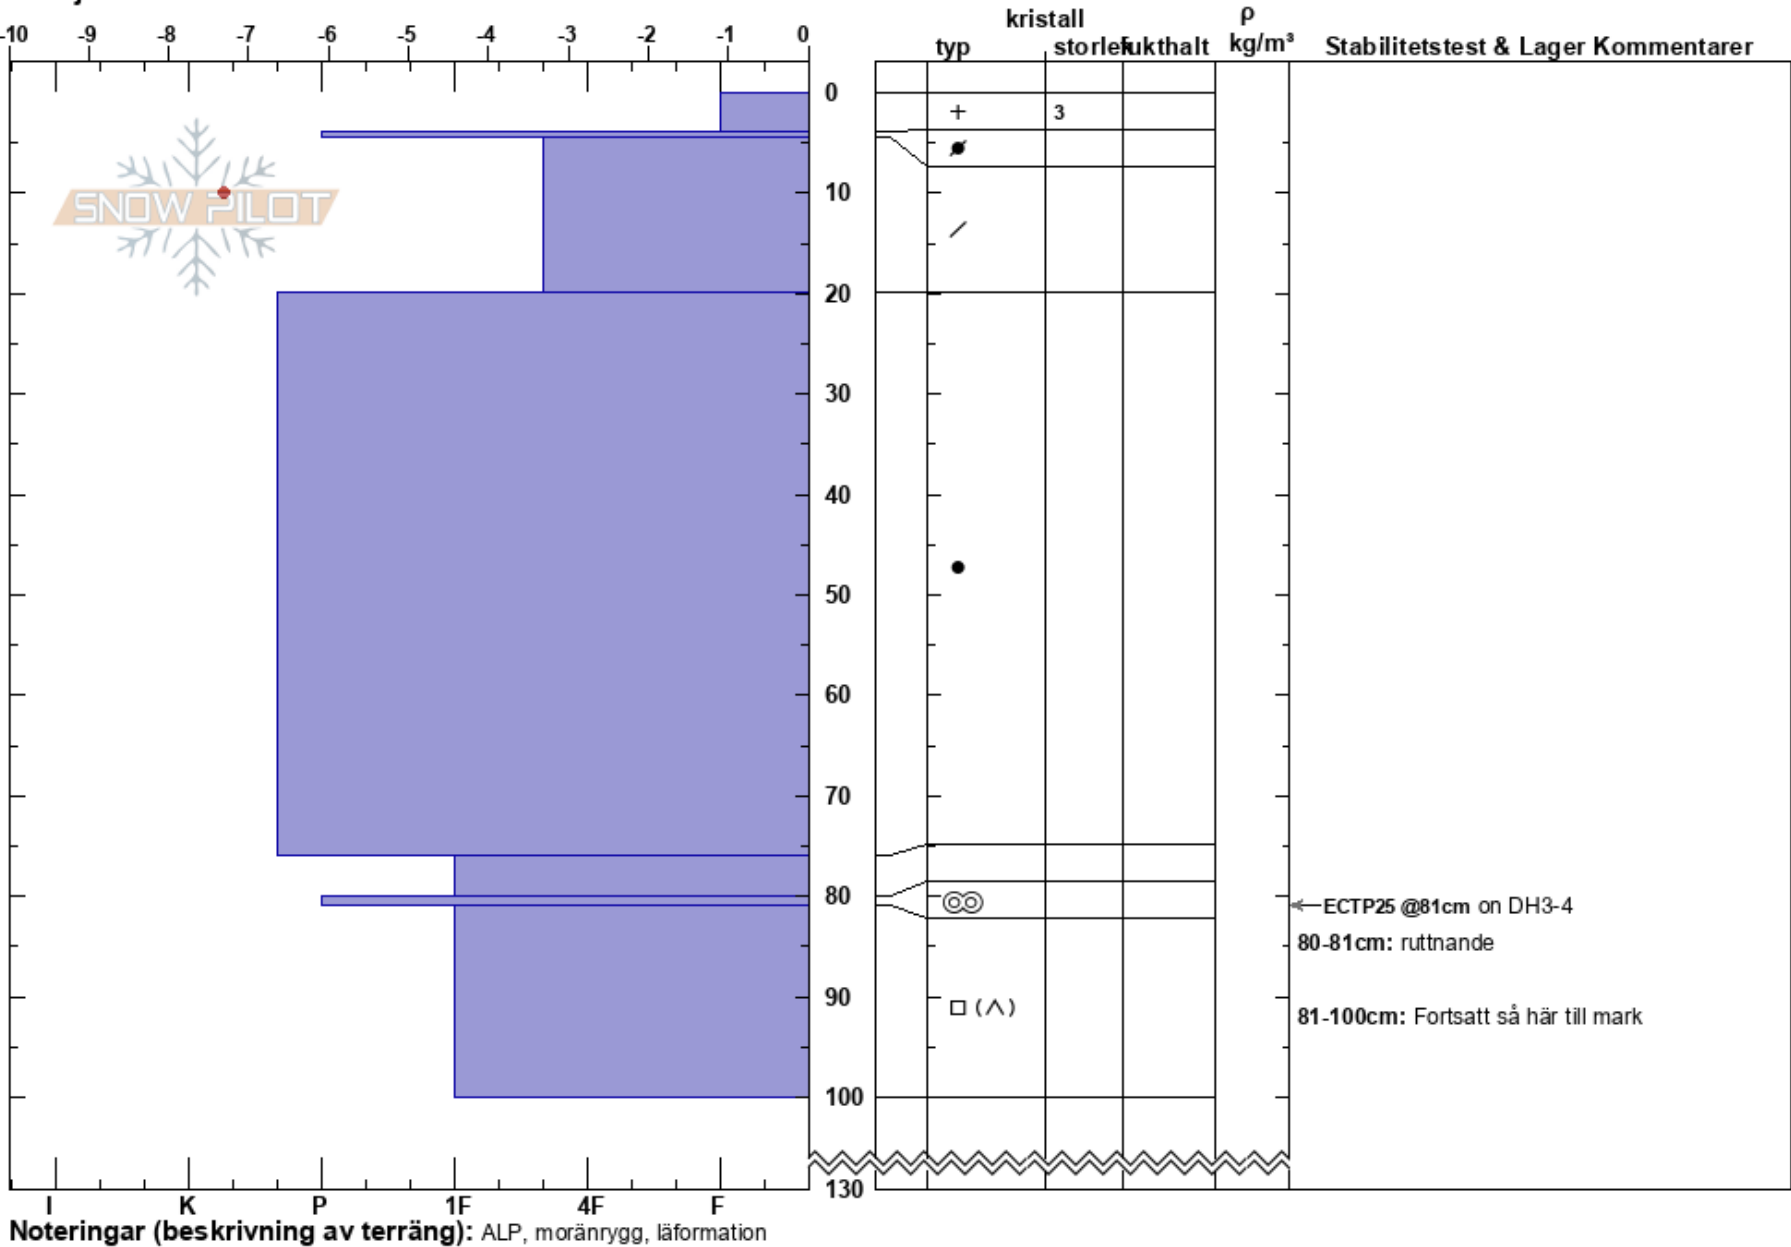 kristall ρ
-10 -9 -8 -7 -6 -5 -4 -3 -2 -1 0 typ storlek fukthalt kg/m³ Stabilitetstest & Lager Kommentarer
0
+ 3
SNOW PILOT
10
20
30
40
50
60
70
80
ECTP25 @81cm on DH3-4
80-81cm: ruttnande
90
81-100cm: Fortsatt så här till mark
100
130
I K P 1F 4F F
Noteringar (beskrivning av terräng): ALP, moränrygg, läformation